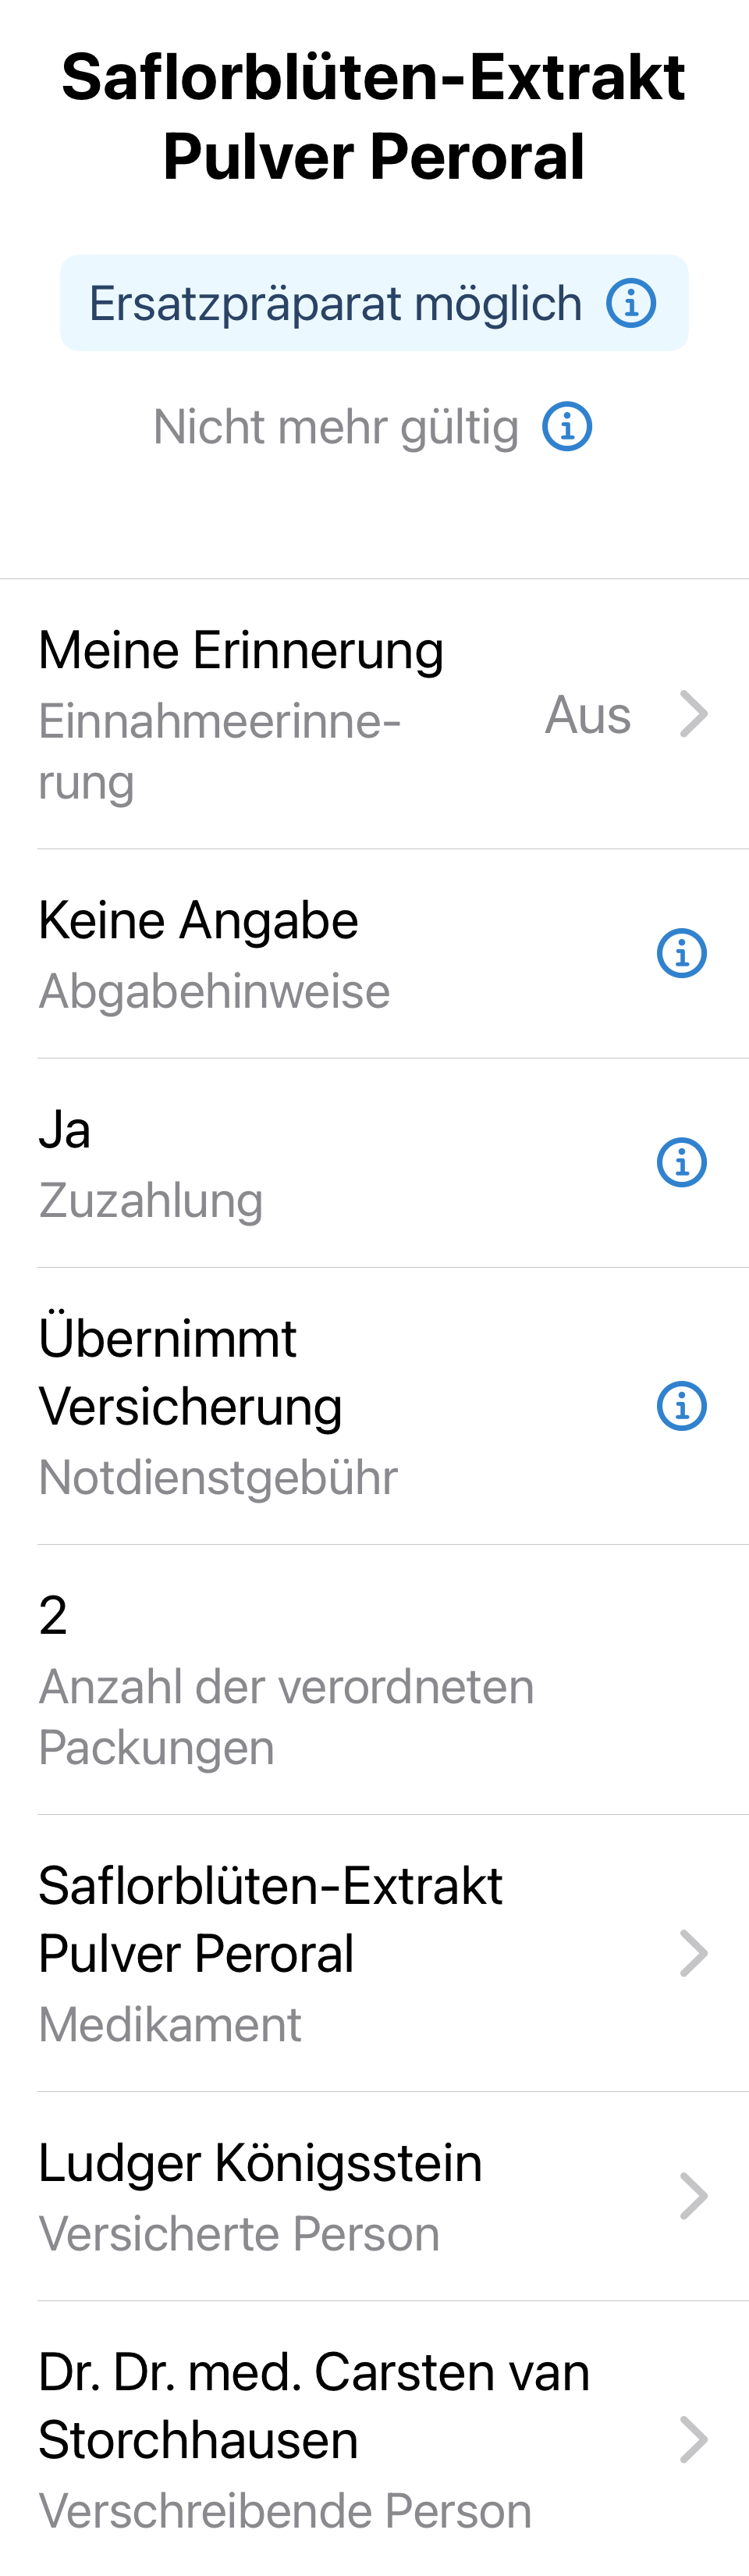 Saflorblüten-Extrakt
Pulver Peroral
Ersatzpräparat möglich
Nicht mehr gültig
Meine Erinnerung
Einnahmeerinne-
rung
Aus
Keine Angabe
Abgabehinweise
Ja
Zuzahlung
Übernimmt
Versicherung
Notdienstgebühr
2
Anzahl der verordneten
Packungen
Saflorblüten-Extrakt
Pulver Peroral
Medikament
Ludger Königsstein
Versicherte Person
Dr. Dr. med. Carsten van
Storchhausen
Verschreibende Person